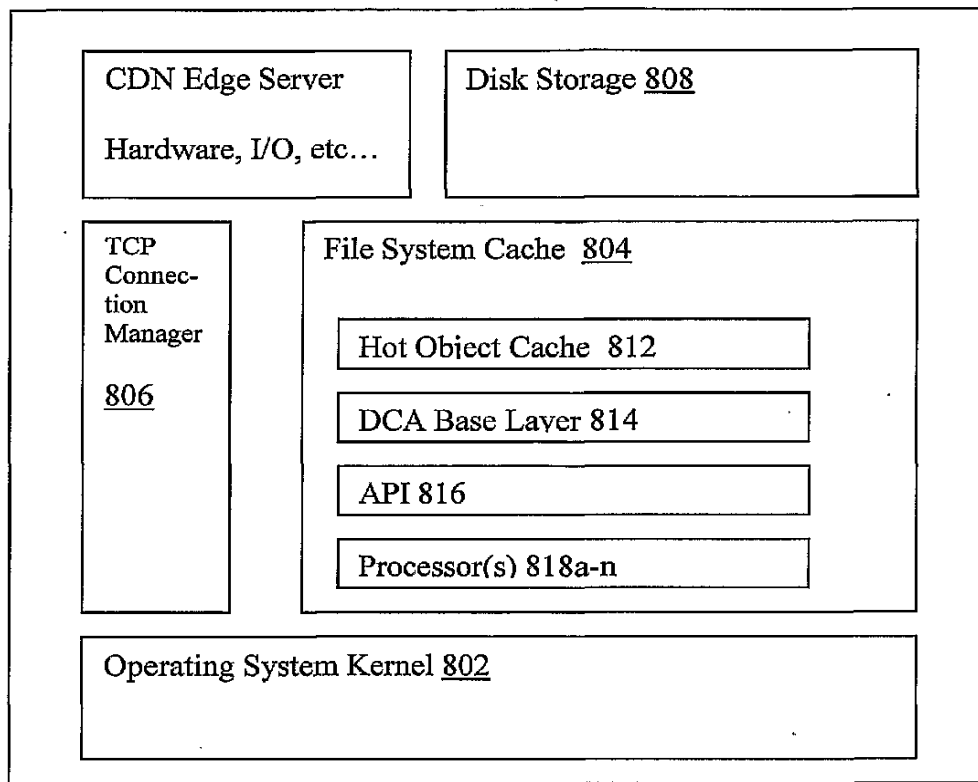 CDN Edge Server
Hardware, I/O, etc...
Disk Storage 808
TCP
Connec-
tion
Manager
806
File System Cache 804
Hot Object Cache 812
DCA Base Layer 814
API 816
Processor(s) 818a-n
Operating System Kernel 802